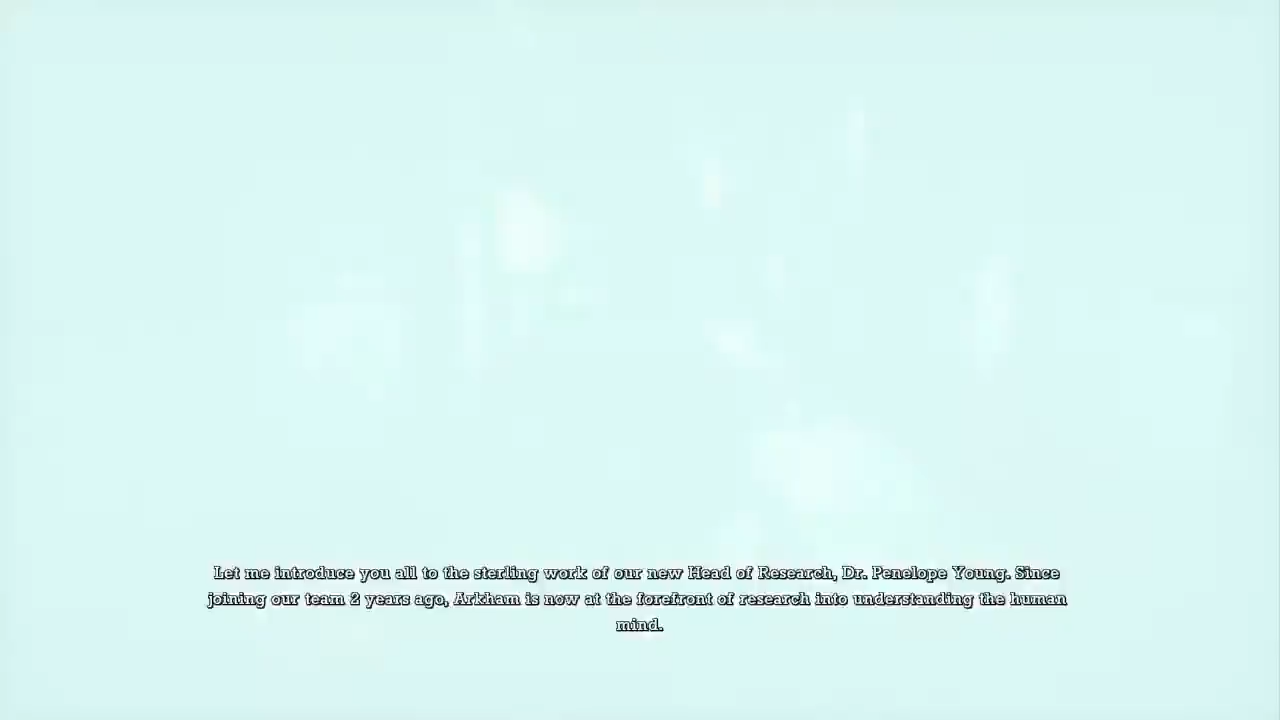 Let me introduce you all to the sterling work of our new Head of Research, Dr. Penelope Young. Since
joining our team 2 years ago, Arkham is now at the forefront of research into understanding the human
mind.